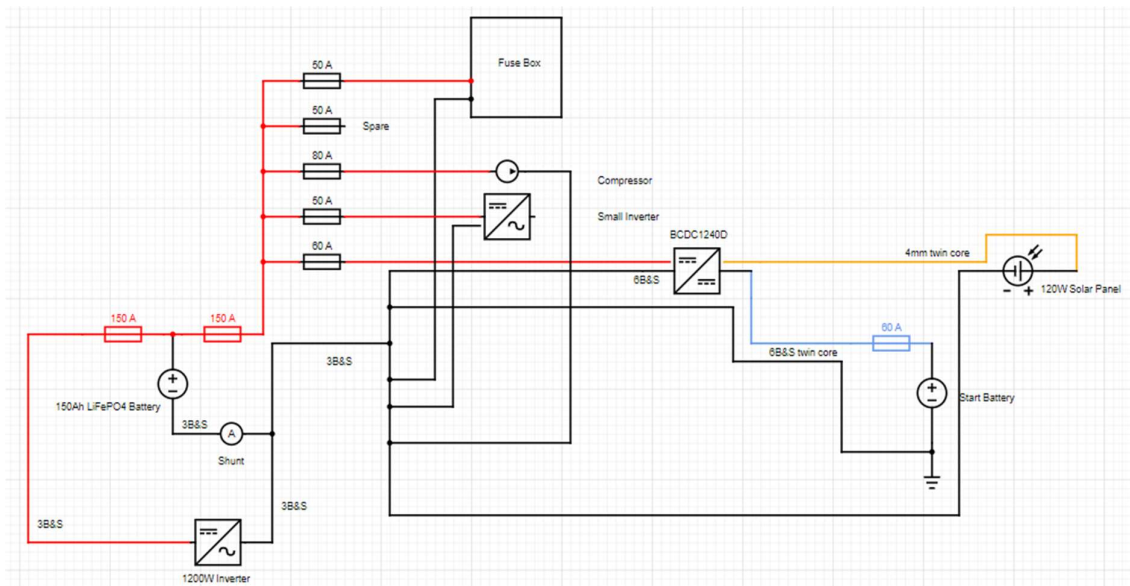 50 A
Fuse Box
50 A
Spare
80 A
Compressor
50 A
Small Inverter
BCDC1240D
60 A
4mm twin core
6B&S
120W Solar Panel
150 A
150 A
60 A
3B&S
6B&S twin core
150Ah LiFePO4 Battery
Start Battery
3B&S
A
Shunt
3B&S
3B&S
1200W Inverter